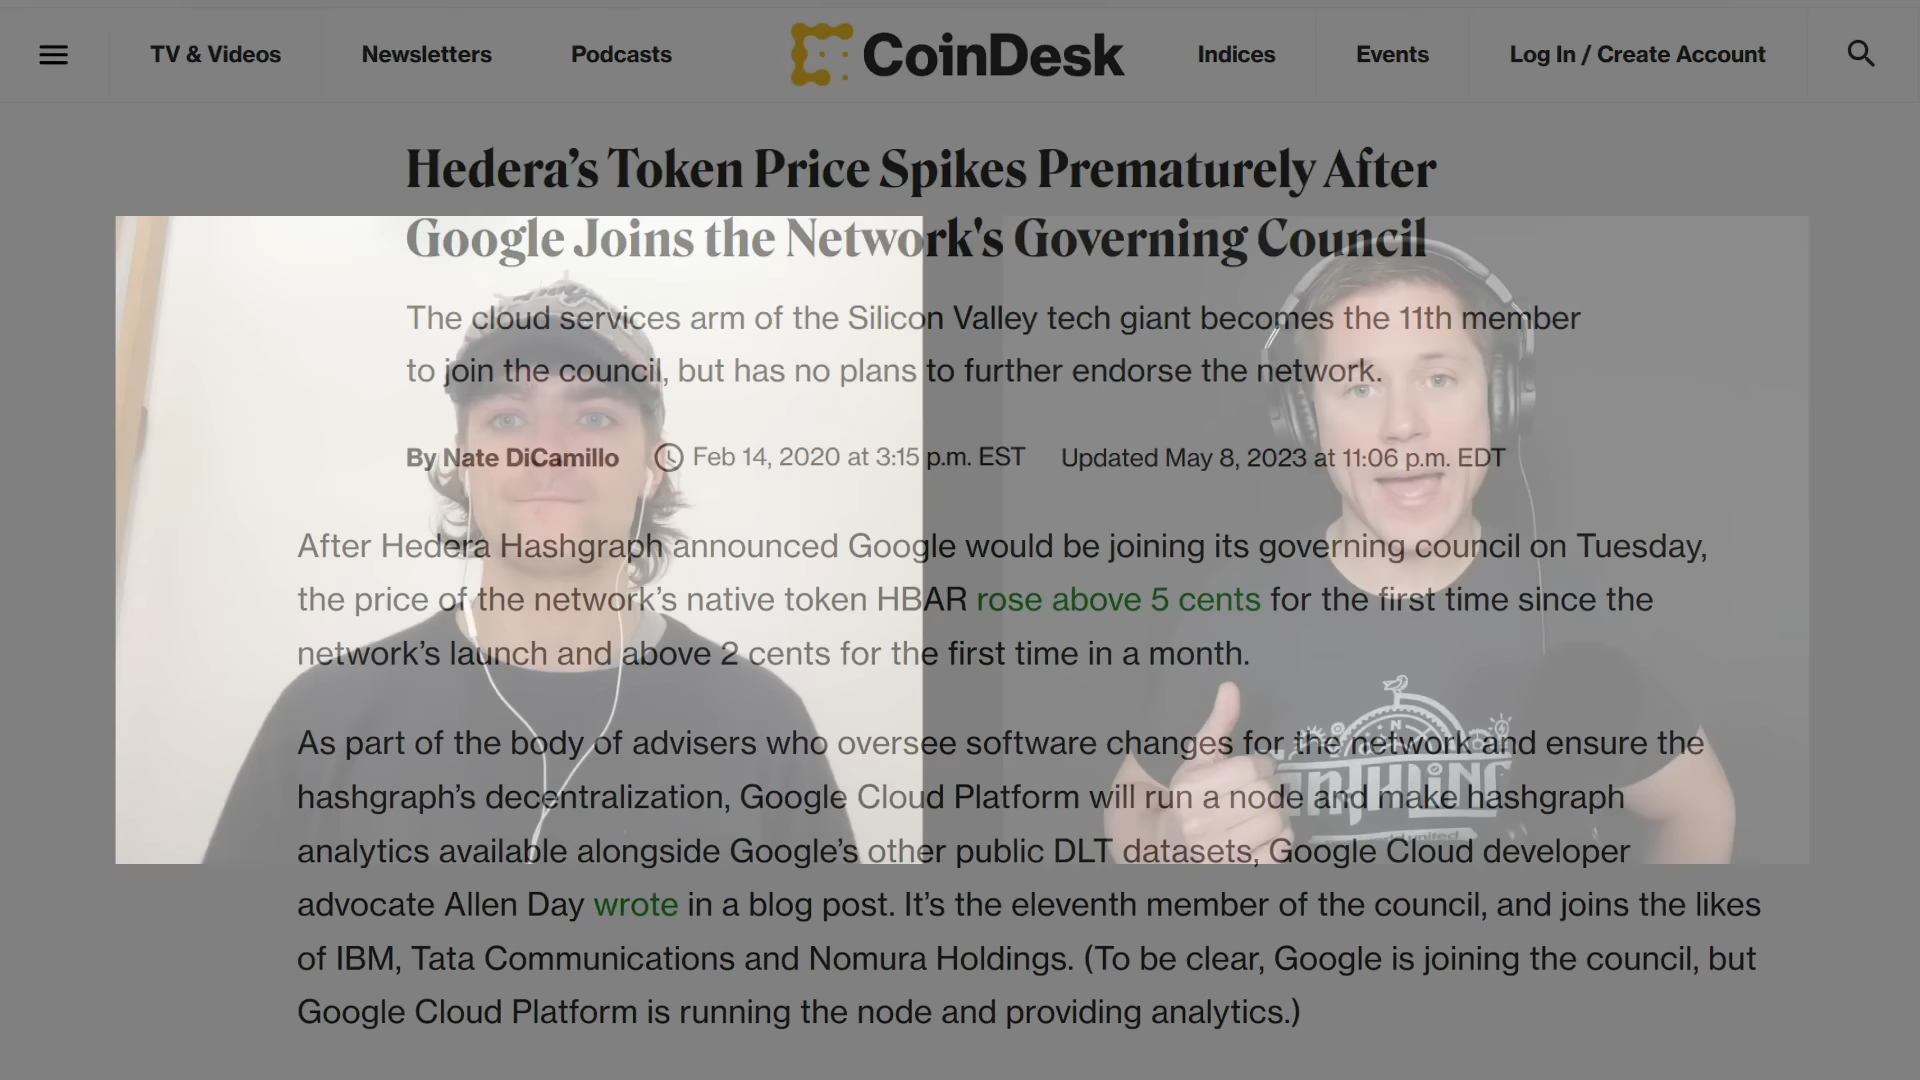 TV & Videos
Newsletters
Podcasts
CoinDesk
Indices
Events
Log In / Create Account
Hedera’s Token Price Spikes Prematurely After
Google Joins the Network's Governing Council
The cloud services arm of the Silicon Valley tech giant becomes the 11th member
to join the council, but has no plans to further endorse the network.
By Nate DiCamillo Feb 14, 2020 at 3:15 p.m. EST Updated May 8, 2023 at 11:06 p.m. EDT
After Hedera Hashgraph announced Google would be joining its governing council on Tuesday,
the price of the network’s native token HBAR rose above 5 cents for the first time since the
network’s launch and above 2 cents for the first time in a month.
As part of the body of advisers who oversee software changes for the network and ensure the
hashgraph’s decentralization, Google Cloud Platform will run a node and make hashgraph
analytics available alongside Google’s other public DLT datasets, Google Cloud developer
advocate Allen Day wrote in a blog post. It’s the eleventh member of the council, and joins the likes
of IBM, Tata Communications and Nomura Holdings. (To be clear, Google is joining the council, but
Google Cloud Platform is running the node and providing analytics.)